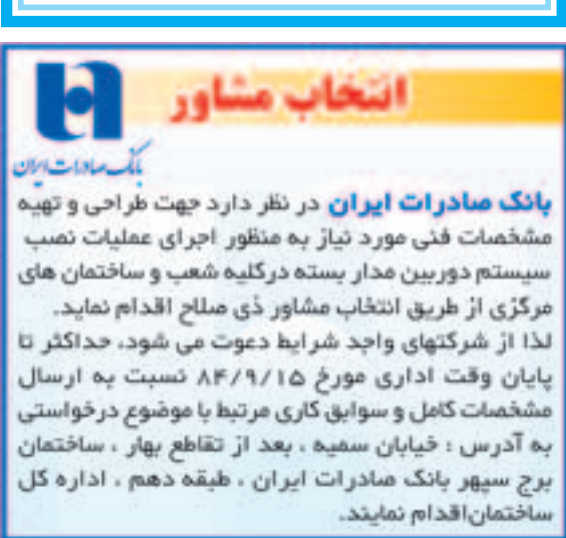 انتخاب مشاور
بانک صادرات ایران
بانک صادرات ایران در نظر دارد جهت طراحی و تهیه
مشخصات فنی مورد نیاز به منظور اجرای عملیات نصب
سیستم دوربین مدار بسته درکلیه شعب و ساختمان های
مرکزی از طریق انتخاب مشاور ذی صلاح اقدام نماید.
لذا از شرکتهای واجد شرایط دعوت می شود، حداکثر تا
پایان وقت اداری مورخ ۸۴/۹/۱۵ نسبت به ارسال
مشخصات کامل و سوابق کاری مرتبط با موضوع درخواستی
به آدرس : خیابان سمیه ، بعد از تقاطع بهار ، ساختمان
برج سپهر بانک صادرات ایران ، طبقه دهم ، اداره کل
ساختمان‌اقدام نمایند.